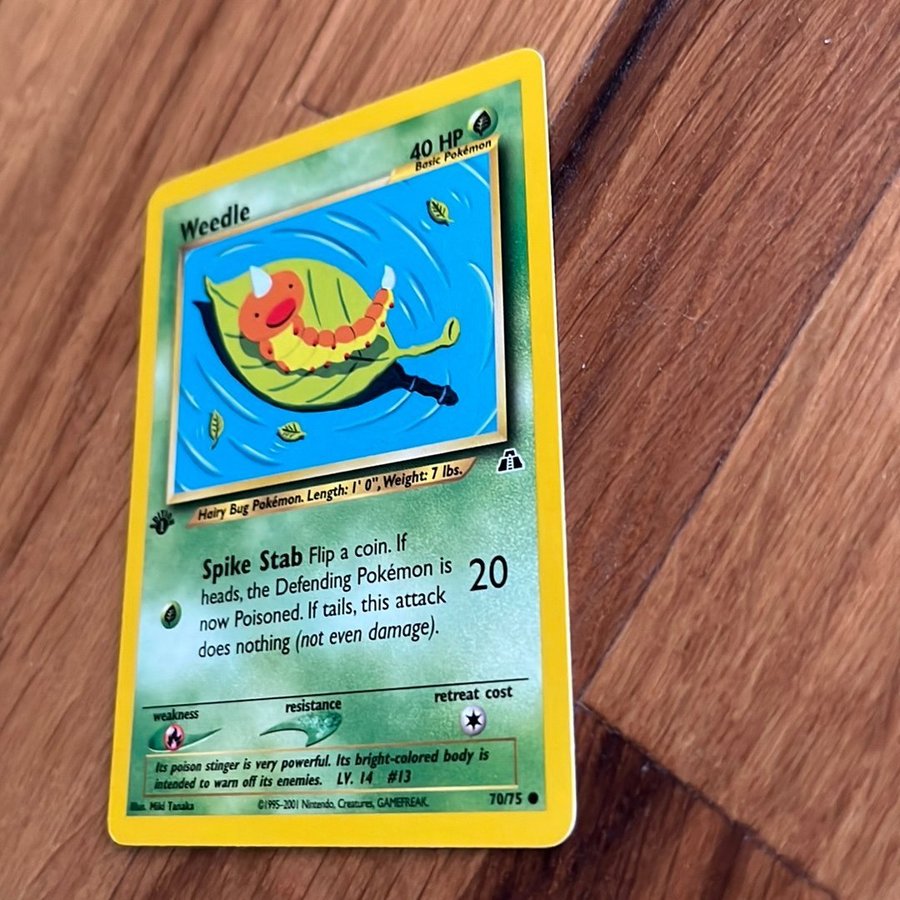 40 HP
Basic Pokémon
Weedle
Hairy Bug Pokémon. Length: 1' 0", Weight: 7 lbs.
1
Spike Stab Flip a coin. If
heads, the Defending Pokémon is
now Poisoned. If tails, this attack
does nothing (not even damage).
20
weakness
resistance
retreat cost
Its poison stinger is very powerful. Its bright-colored body is
intended to warn off its enemies. LV. 14 #13
Illus. Miki Tanaka
©1995-2001 Nintendo, Creatures, GAMEFREAK.
70/75